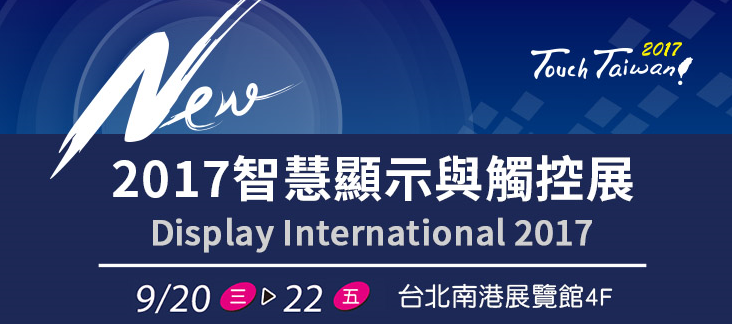 New
2017
Touch Taiwan!
2017智慧顯示與觸控展
Display International 2017
9/20 三 ▷ 22 五 台北南港展覽館4F